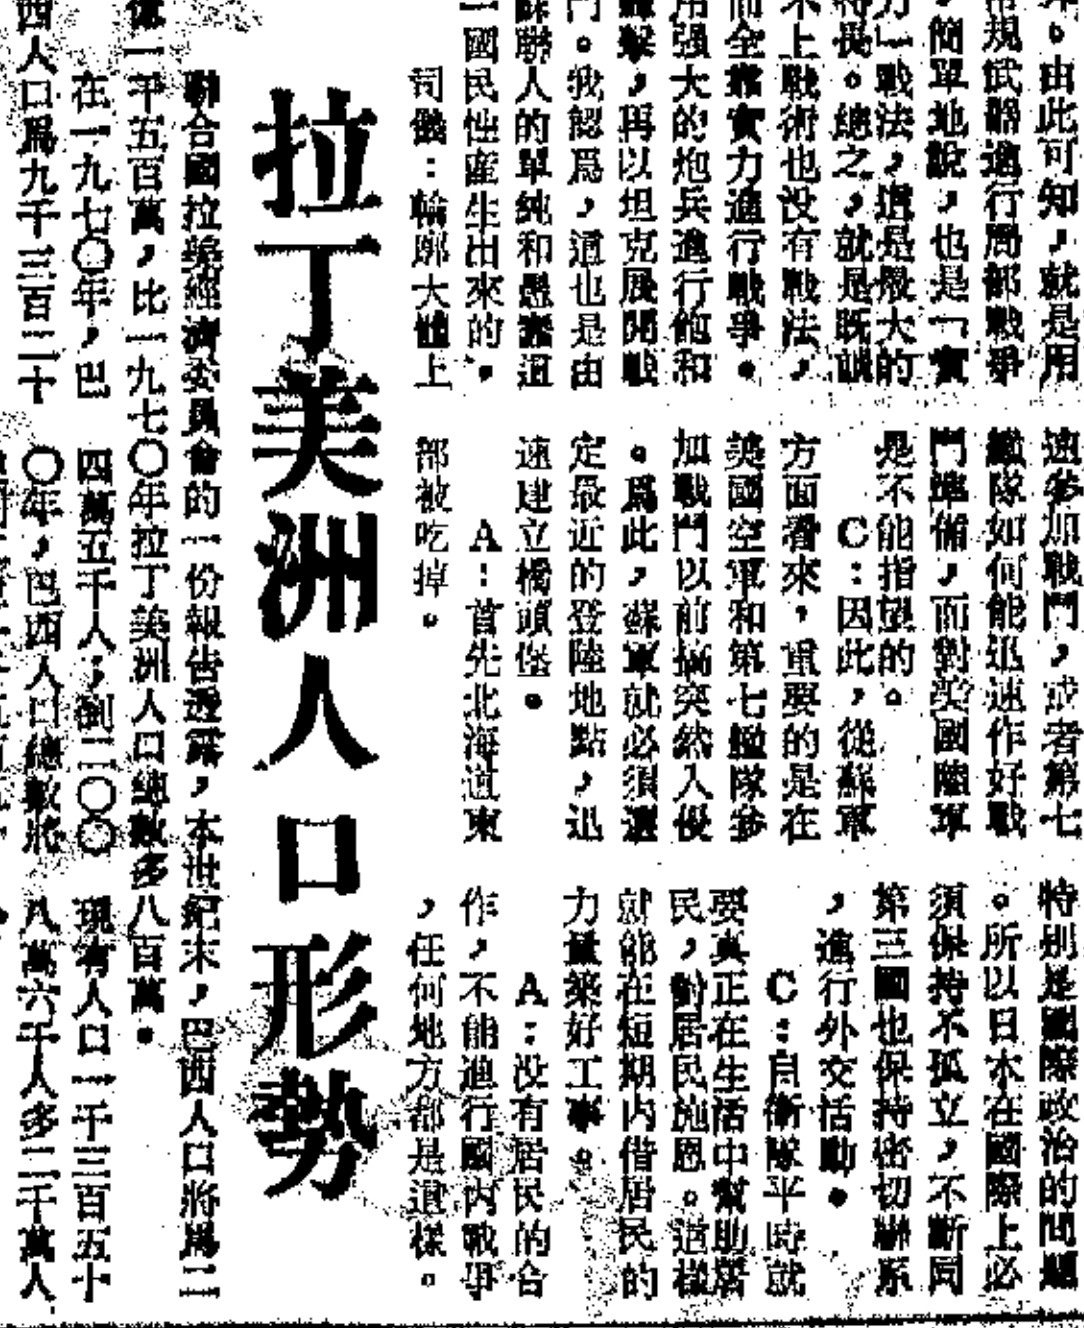 。由此可知，就是用
常規武器進行局部戰爭
，簡單地說，也是「實
力」戰法，這是很大的
特長。總之，就是既談
不上戰術也没有戰法，
而全靠實力進行戰爭。
用强大的炮兵進行飽和
轟擊，再以坦克展開戰
鬥。我認爲，這也是由
蘇聯人的單純和愚蠢這
一國民性産生出來的。
司儀：輪廓大體上
速參加戰鬥，或者第七
艦隊如何能迅速作好戰
鬥準備，而對美國陸軍
是不能指望的。
C：因此，從蘇軍
方面看來，重要的是在
美國空軍和第七艦隊參
加戰鬥以前搞突然入侵
。爲此，蘇軍就必須選
定最近的登陸地點，迅
速建立橋頭堡。
A：首先北海道東
部被吃掉。
特别是國際政治的問題
。所以日本在國際上必
須保持不孤立，不斷同
第三國也保持密切聯系
，進行外交活動。
C：自衛隊平時就
要真正在生活中幫助居
民，對居民施恩。這樣
就能在短期内借居民的
力量築好工事。
A：没有居民的合
作，不能進行國内戰爭
，任何地方都是這樣。
拉丁美洲人口形勢
聯合國拉美經濟委員會的一份報告透露，本世紀末，巴西人口將爲二
億一千五百萬，比一九七〇年拉丁美洲人口總數多八百萬。
在一九七〇年，巴
西人口爲九千三百二十
四萬五千人；到二〇〇
〇年，巴西人口總數將
現有人口一千三百五十
八萬六千人多二千萬人